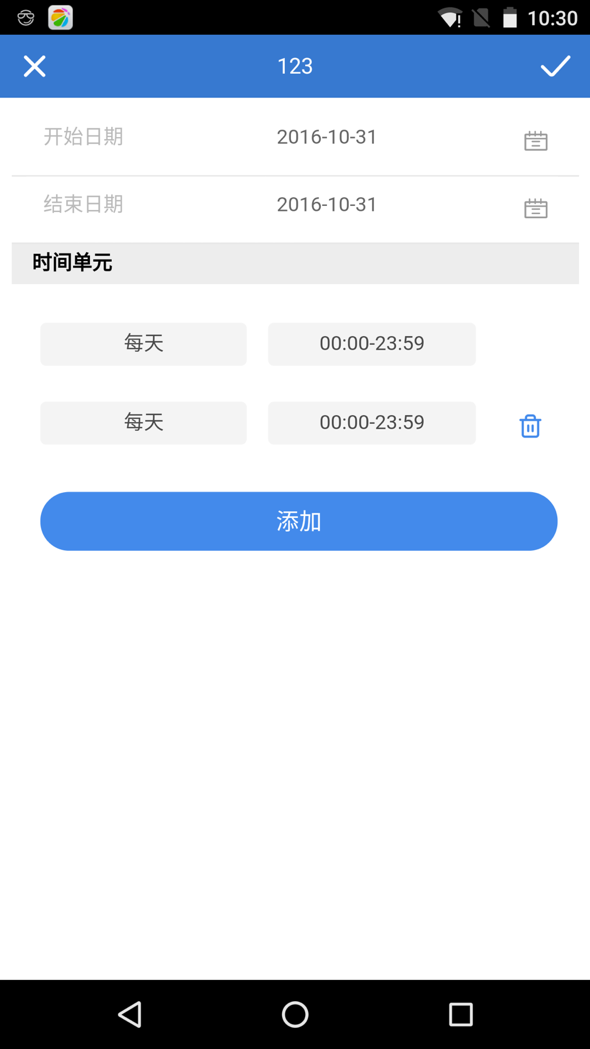 10:30
123
开始日期 2016-10-31
结束日期 2016-10-31
时间单元
每天 00:00-23:59
每天 00:00-23:59
添加